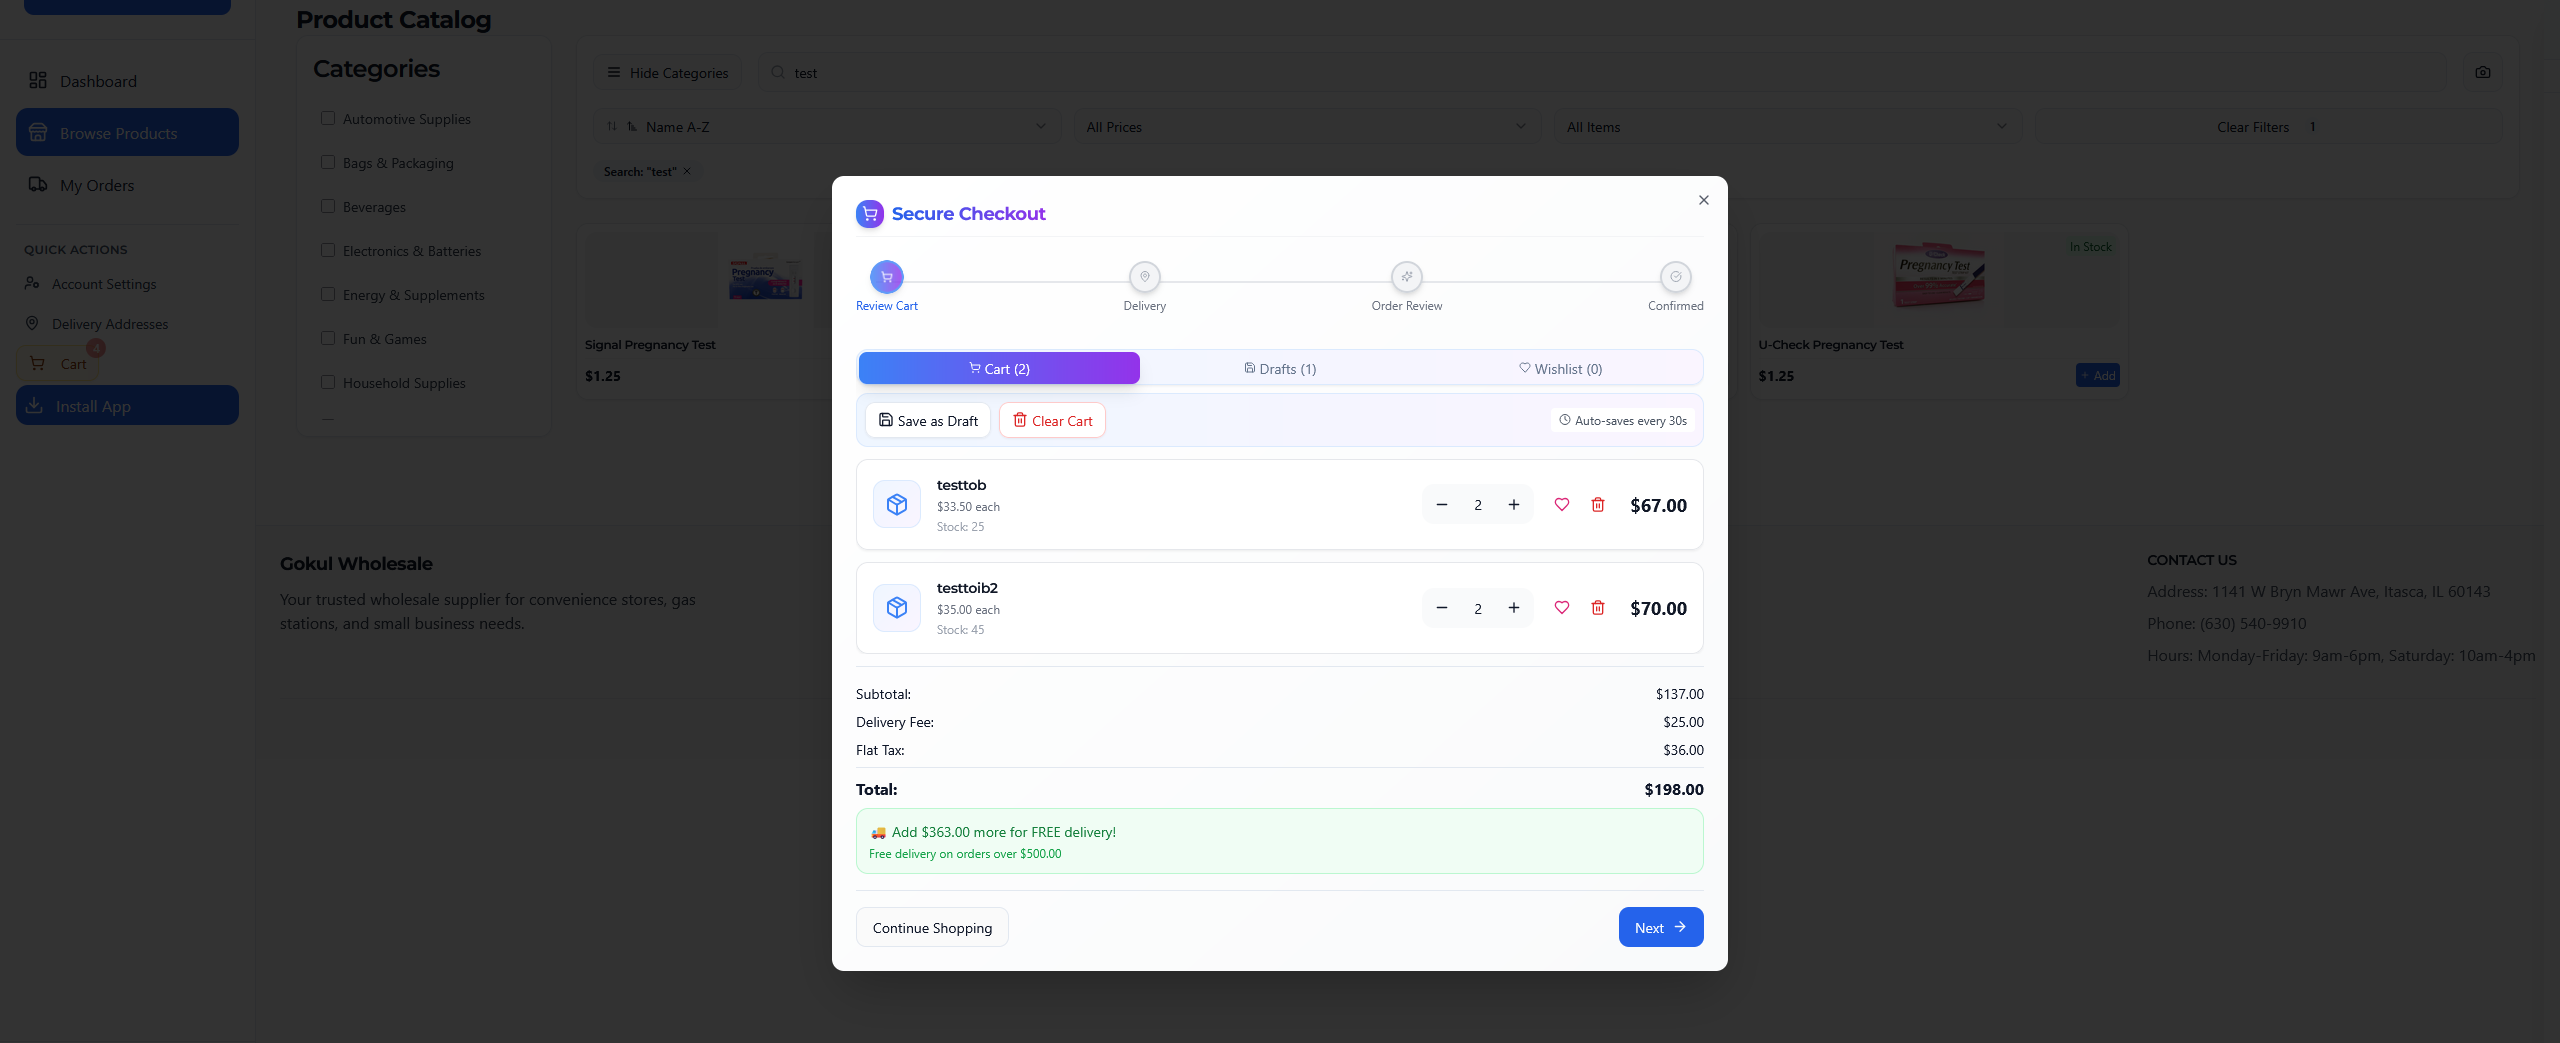 Product Catalog
Dashboard
Browse Products
My Orders
QUICK ACTIONS
Account Settings
Delivery Addresses
Cart
4
Install App
Categories
Automotive Supplies
Bags & Packaging
Beverages
Electronics & Batteries
Energy & Supplements
Fun & Games
Household Supplies
Hide Categories
test
Name A-Z
All Prices
All Items
Clear Filters 1
Search: "test" ×
Pregnancy Test
Signal Pregnancy Test
$1.25
In Stock
Pregnancy Test
U-Check Pregnancy Test
$1.25
+ Add
Secure Checkout
Review Cart
Delivery
Order Review
Confirmed
Cart (2)
Drafts (1)
Wishlist (0)
Save as Draft
Clear Cart
Auto-saves every 30s
testtob
$33.50 each
Stock: 25
2
$67.00
testtoib2
$35.00 each
Stock: 45
2
$70.00
Subtotal: $137.00
Delivery Fee: $25.00
Flat Tax: $36.00
Total: $198.00
🚚 Add $363.00 more for FREE delivery!
Free delivery on orders over $500.00
Continue Shopping
Next →
Gokul Wholesale
Your trusted wholesale supplier for convenience stores, gas
stations, and small business needs.
CONTACT US
Address: 1141 W Bryn Mawr Ave, Itasca, IL 60143
Phone: (630) 540-9910
Hours: Monday-Friday: 9am-6pm, Saturday: 10am-4pm